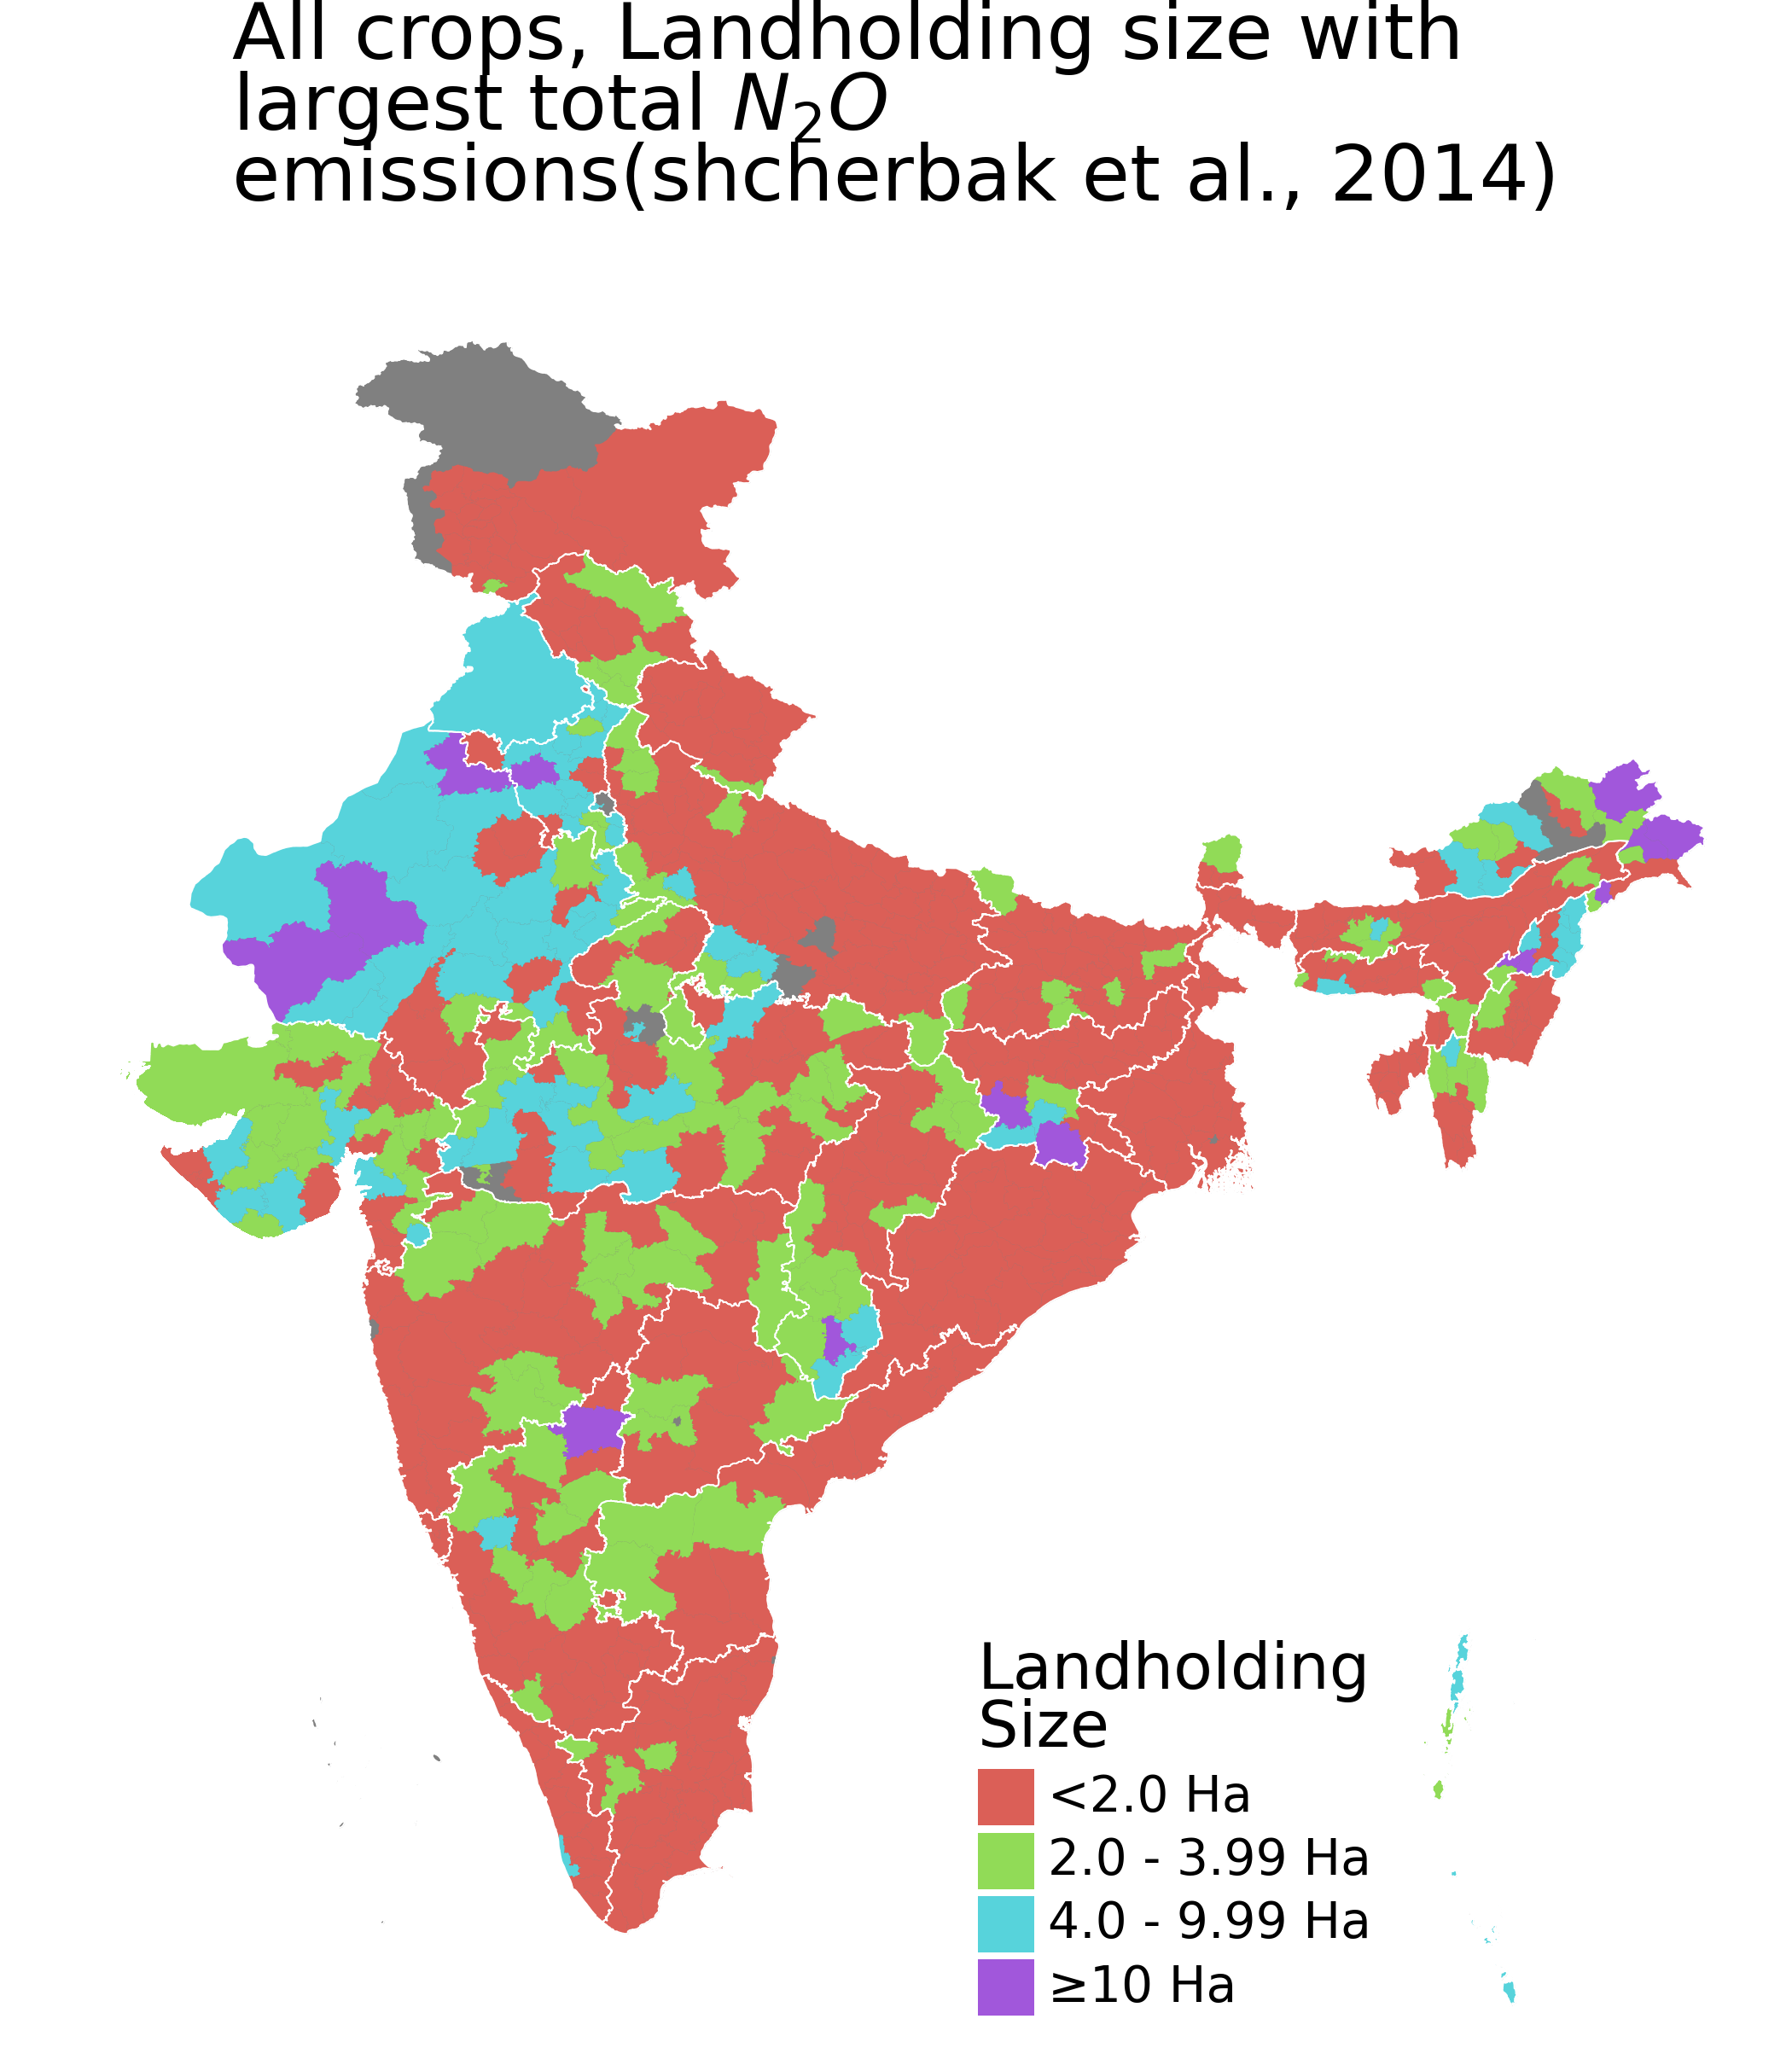 All crops, Landholding size with
largest total N₂O
emissions(shcherbak et al., 2014)
Landholding
Size
<2.0 Ha
2.0 - 3.99 Ha
4.0 - 9.99 Ha
≥10 Ha